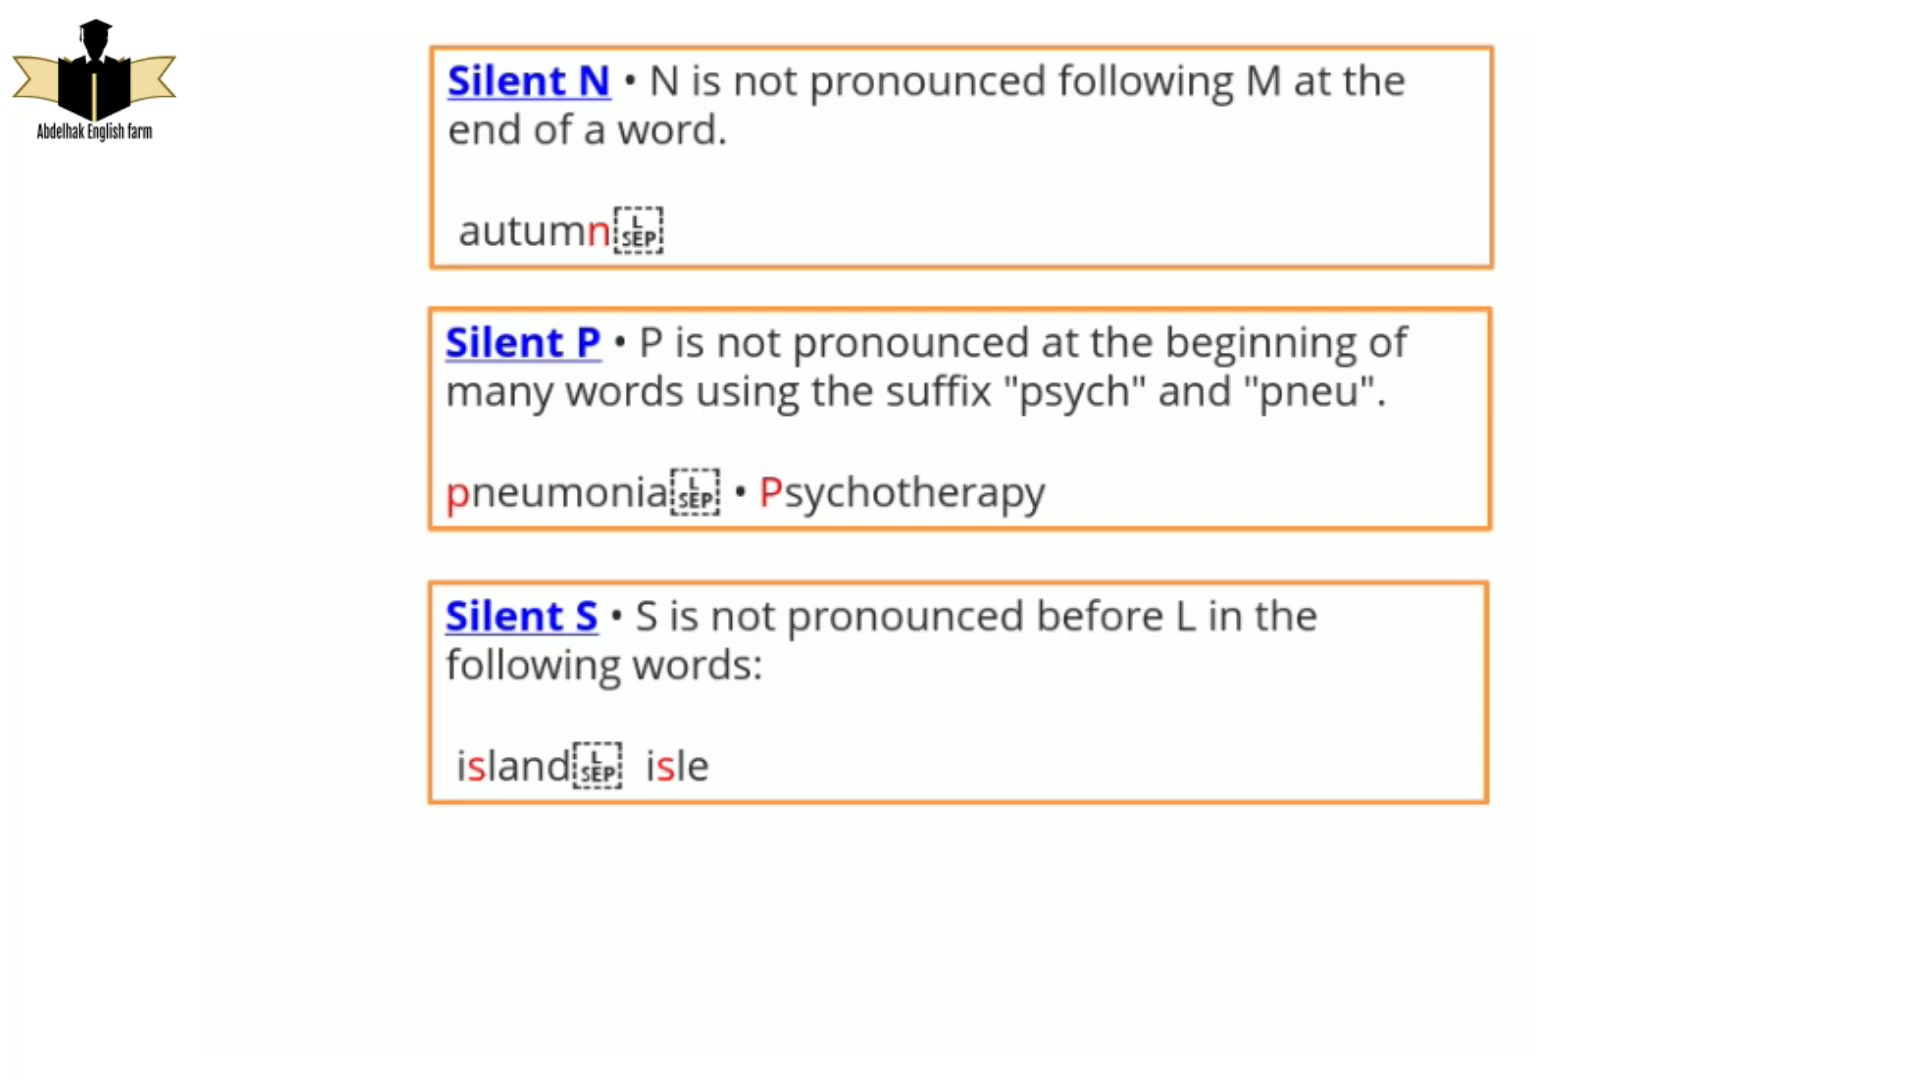 Abdelhak English farm
Silent N • N is not pronounced following M at the
end of a word.
autumn
Silent P • P is not pronounced at the beginning of
many words using the suffix "psych" and "pneu".
pneumonia • Psychotherapy
Silent S • S is not pronounced before L in the
following words:
island isle